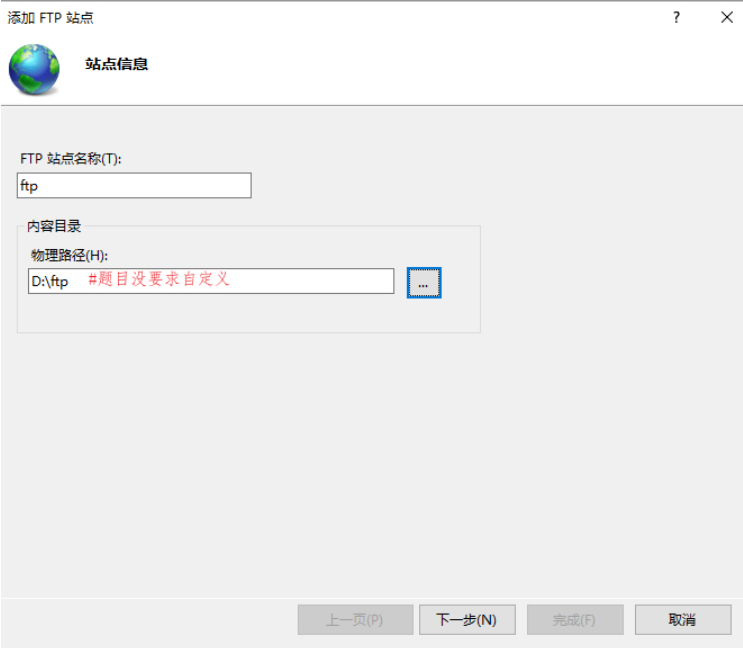 添加 FTP 站点
?
站点信息
FTP 站点名称(T):
ftp
内容目录
物理路径(H):
D:\ftp #题目没要求自定义
...
上一页(P) 下一步(N) 完成(F) 取消